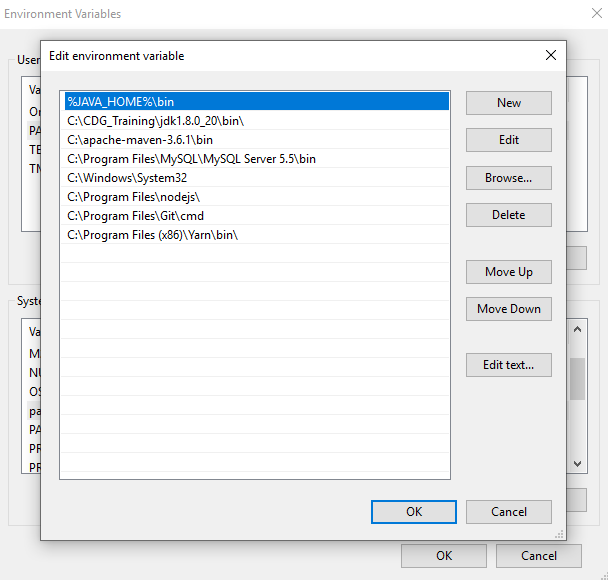 Environment Variables
Edit environment variable
User
Va
On
PA
TE
TM
%JAVA_HOME%\bin
C:\CDG_Training\jdk1.8.0_20\bin\
C:\apache-maven-3.6.1\bin
C:\Program Files\MySQL\MySQL Server 5.5\bin
C:\Windows\System32
C:\Program Files\nodejs\
C:\Program Files\Git\cmd
C:\Program Files (x86)\Yarn\bin\
New
Edit
Browse...
Delete
Move Up
Move Down
Edit text...
Syste
Va
M
NU
OS
pa
PA
PR
PR
OK
Cancel
OK
Cancel